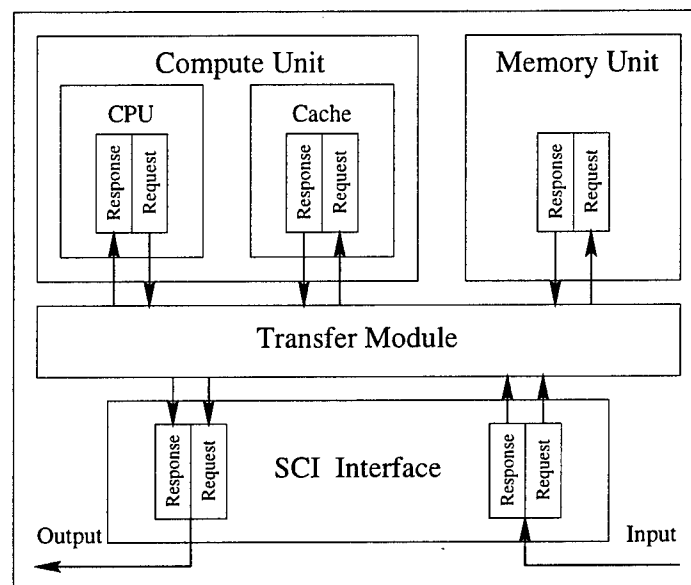 Compute Unit
Memory Unit
CPU
Cache
Response
Request
Response
Request
Response
Request
Transfer Module
Response
Request
SCI Interface
Response
Request
Output
Input